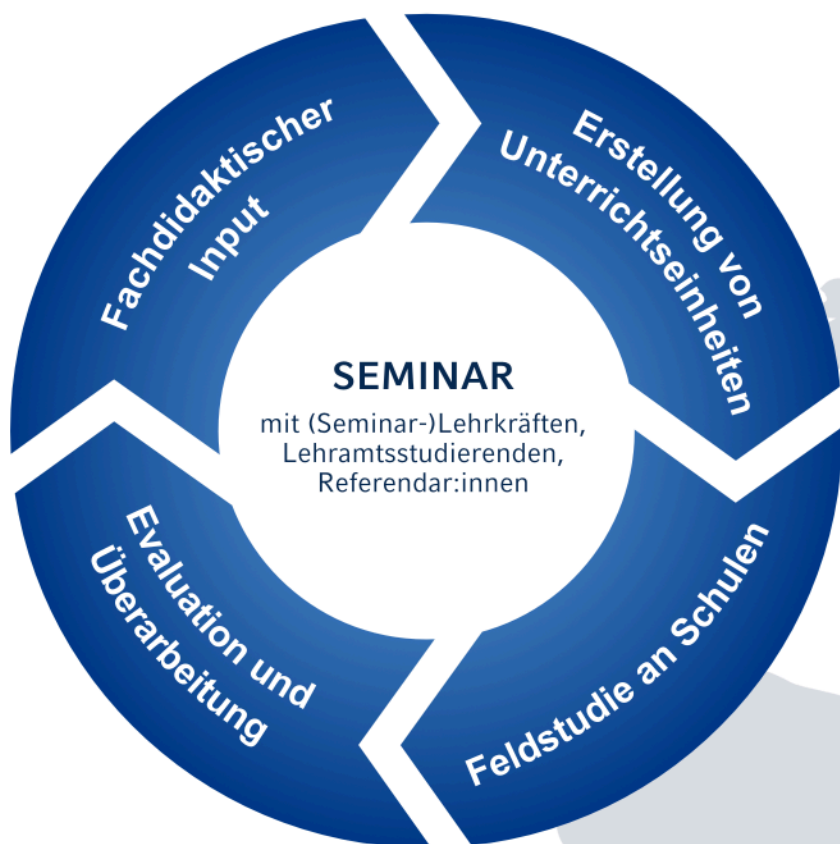 Fachdidaktischer
Input
Erstellung von
Unterrichtseinheiten
SEMINAR
mit (Seminar-)Lehrkräften,
Lehramtsstudierenden,
Referendar:innen
Feldstudie an Schulen
Evaluation und
Überarbeitung